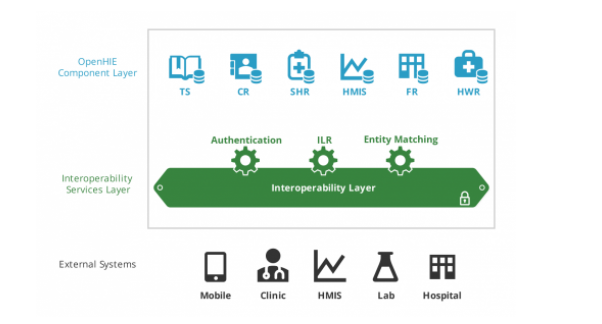 OpenHIE
Component Layer
TS CR SHR HMIS FR HWR
Authentication ILR Entity Matching
Interoperability
Services Layer
Interoperability Layer
External Systems
Mobile Clinic HMIS Lab Hospital